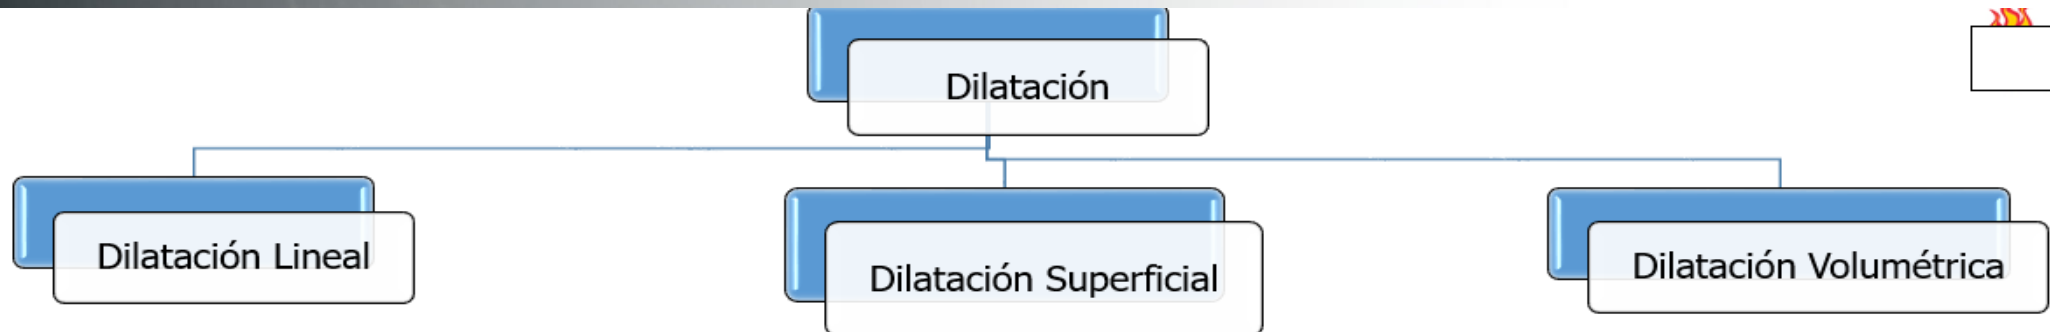 Dilatación
Dilatación Lineal
Dilatación Superficial
Dilatación Volumétrica